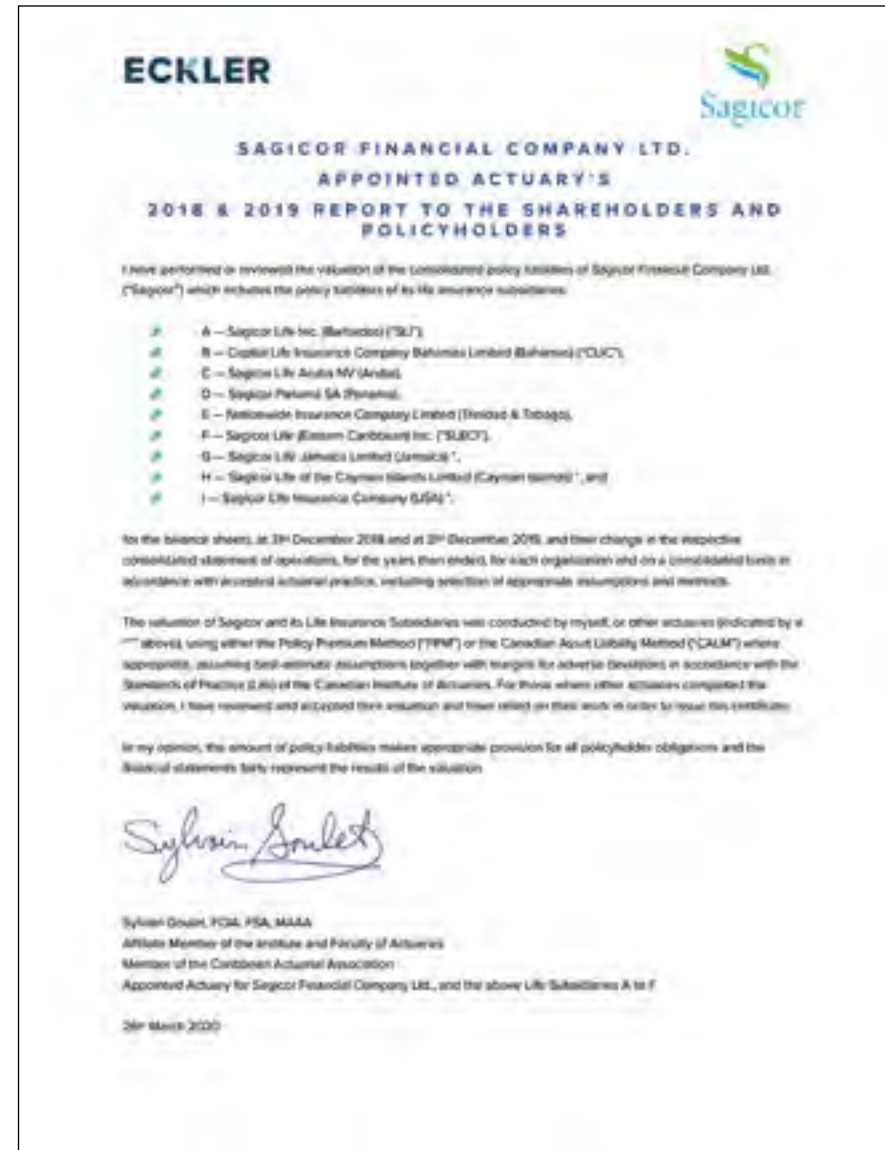 ECKLER
Sagicor
SAGICOR FINANCIAL COMPANY LTD.
APPOINTED ACTUARY'S
2018 & 2019 REPORT TO THE SHAREHOLDERS AND
POLICYHOLDERS
I have performed or reviewed the valuation of the consolidated policy liabilities of Sagicor Financial Company Ltd.
("Sagicor") which includes the policy liabilities of its life insurance subsidiaries:
A – Sagicor Life Inc. (Barbados) ("SLI"),
B – Capital Life Insurance Company Bahamas Limited (Bahamas) ("CLIC"),
C – Sagicor Life Aruba NV (Aruba),
D – Sagicor Panamá SA (Panama),
E – Nationwide Insurance Company Limited (Trinidad & Tobago),
F – Sagicor Life (Eastern Caribbean) Inc. ("SLECI"),
G – Sagicor Life Jamaica Limited (Jamaica) *,
H – Sagicor Life of the Cayman Islands Limited (Cayman Islands) *, and
I – Sagicor Life Insurance Company (USA) *,
for the balance sheets, at 31st December 2018 and at 31st December 2019, and their change in the respective
consolidated statement of operations, for the years then ended, for each organization and on a consolidated basis in
accordance with accepted actuarial practice, including selection of appropriate assumptions and methods.
The valuation of Sagicor and its Life Insurance Subsidiaries was conducted by myself, or other actuaries (indicated by a
"*" above), using either the Policy Premium Method ("PPM") or the Canadian Asset Liability Method ("CALM") where
appropriate, assuming best-estimate assumptions together with margins for adverse deviations in accordance with the
Standards of Practice (Life) of the Canadian Institute of Actuaries. For those where other actuaries completed the
valuation, I have reviewed and accepted their valuation and have relied on their work in order to issue this certificate.
In my opinion, the amount of policy liabilities makes appropriate provision for all policyholder obligations and the
financial statements fairly represent the results of the valuation.
Sylvain Goulet
Sylvain Goulet, FCIA, FSA, MAAA
Affiliate Member of the Institute and Faculty of Actuaries
Member of the Caribbean Actuarial Association
Appointed Actuary for Sagicor Financial Company Ltd., and the above Life Subsidiaries A to F
26th March 2020